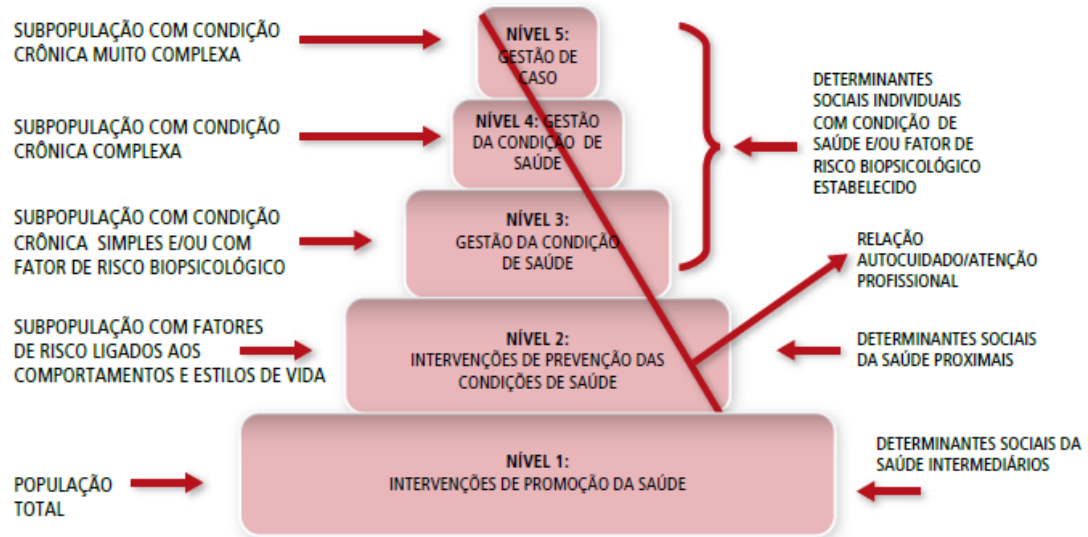 SUBPOPULAÇÃO COM CONDIÇÃO
CRÔNICA MUITO COMPLEXA
SUBPOPULAÇÃO COM CONDIÇÃO
CRÔNICA COMPLEXA
SUBPOPULAÇÃO COM CONDIÇÃO
CRÔNICA SIMPLES E/OU COM
FATOR DE RISCO BIOPSICOLÓGICO
SUBPOPULAÇÃO COM FATORES
DE RISCO LIGADOS AOS
COMPORTAMENTOS E ESTILOS DE VIDA
POPULAÇÃO
TOTAL
NÍVEL 5:
GESTÃO DE
CASO
NÍVEL 4: GESTÃO
DA CONDIÇÃO DE
SAÚDE
NÍVEL 3:
GESTÃO DA CONDIÇÃO
DE SAÚDE
NÍVEL 2:
INTERVENÇÕES DE PREVENÇÃO DAS
CONDIÇÕES DE SAÚDE
NÍVEL 1:
INTERVENÇÕES DE PROMOÇÃO DA SAÚDE
DETERMINANTES
SOCIAIS INDIVIDUAIS
COM CONDIÇÃO DE
SAÚDE E/OU FATOR DE
RISCO BIOPSICOLÓGICO
ESTABELECIDO
RELAÇÃO
AUTOCUIDADO/ATENÇÃO
PROFISSIONAL
DETERMINANTES SOCIAIS
DA SAÚDE PROXIMAIS
DETERMINANTES SOCIAIS DA
SAÚDE INTERMEDIÁRIOS